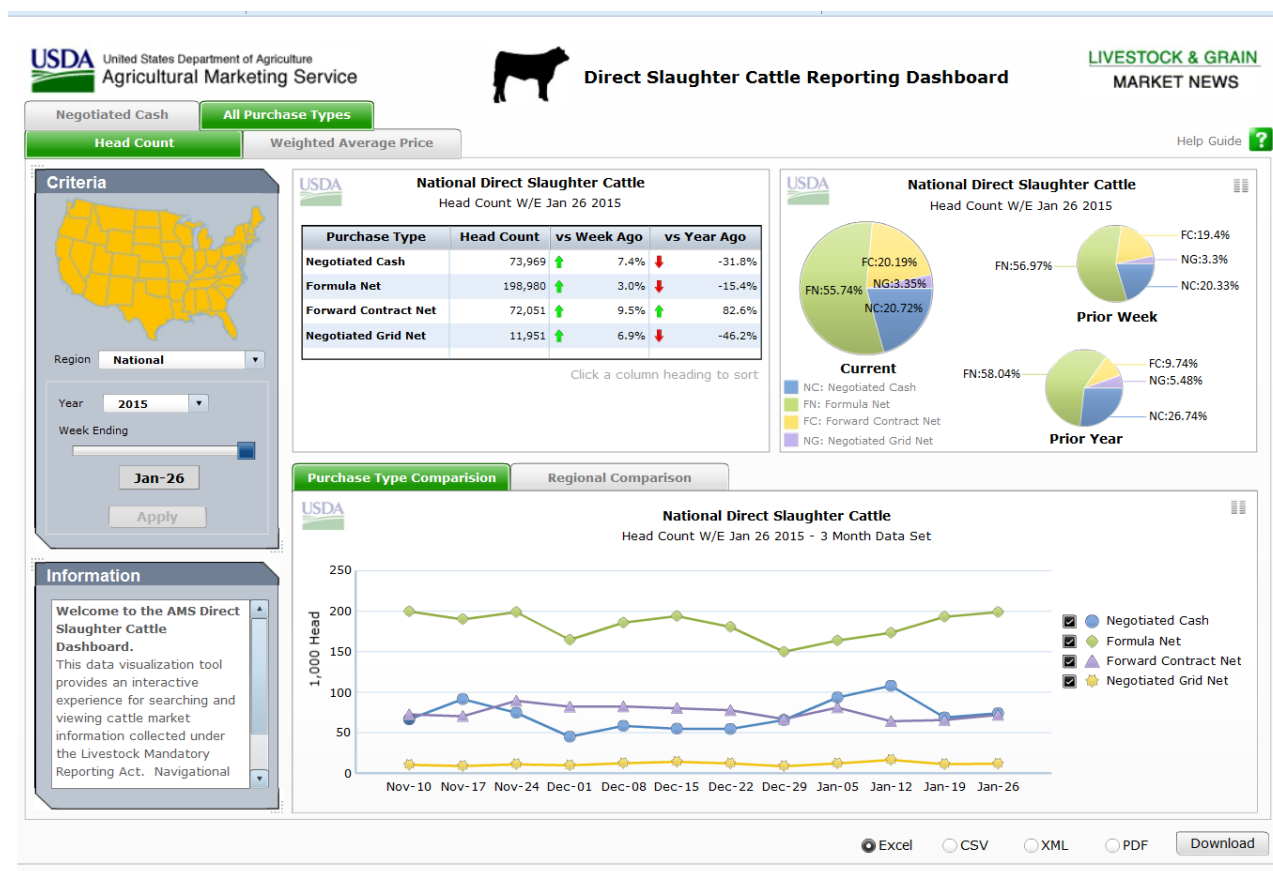 USDA United States Department of Agriculture
Agricultural Marketing Service
Direct Slaughter Cattle Reporting Dashboard
LIVESTOCK & GRAIN
MARKET NEWS
Negotiated Cash All Purchase Types
Head Count Weighted Average Price
Help Guide ?
Criteria
Region National
Year 2015
Week Ending
Jan-26
Apply
Information
Welcome to the AMS Direct
Slaughter Cattle
Dashboard.
This data visualization tool
provides an interactive
experience for searching and
viewing cattle market
information collected under
the Livestock Mandatory
Reporting Act. Navigational
USDA
National Direct Slaughter Cattle
Head Count W/E Jan 26 2015
Purchase Type Head Count vs Week Ago vs Year Ago
Negotiated Cash 73,969 7.4% -31.8%
Formula Net 198,980 3.0% -15.4%
Forward Contract Net 72,051 9.5% 82.6%
Negotiated Grid Net 11,951 6.9% -46.2%
Click a column heading to sort
USDA
National Direct Slaughter Cattle
Head Count W/E Jan 26 2015
FC:20.19%
NG:3.35%
FN:55.74%
NC:20.72%
Current
NC: Negotiated Cash
FN: Formula Net
FC: Forward Contract Net
NG: Negotiated Grid Net
FC:19.4%
NG:3.3%
FN:56.97%
NC:20.33%
Prior Week
FC:9.74%
FN:58.04%
NG:5.48%
NC:26.74%
Prior Year
Purchase Type Comparision Regional Comparison
USDA
National Direct Slaughter Cattle
Head Count W/E Jan 26 2015 - 3 Month Data Set
1,000 Head
250
200
150
100
50
0
Nov-10 Nov-17 Nov-24 Dec-01 Dec-08 Dec-15 Dec-22 Dec-29 Jan-05 Jan-12 Jan-19 Jan-26
Negotiated Cash
Formula Net
Forward Contract Net
Negotiated Grid Net
Excel CSV XML PDF Download